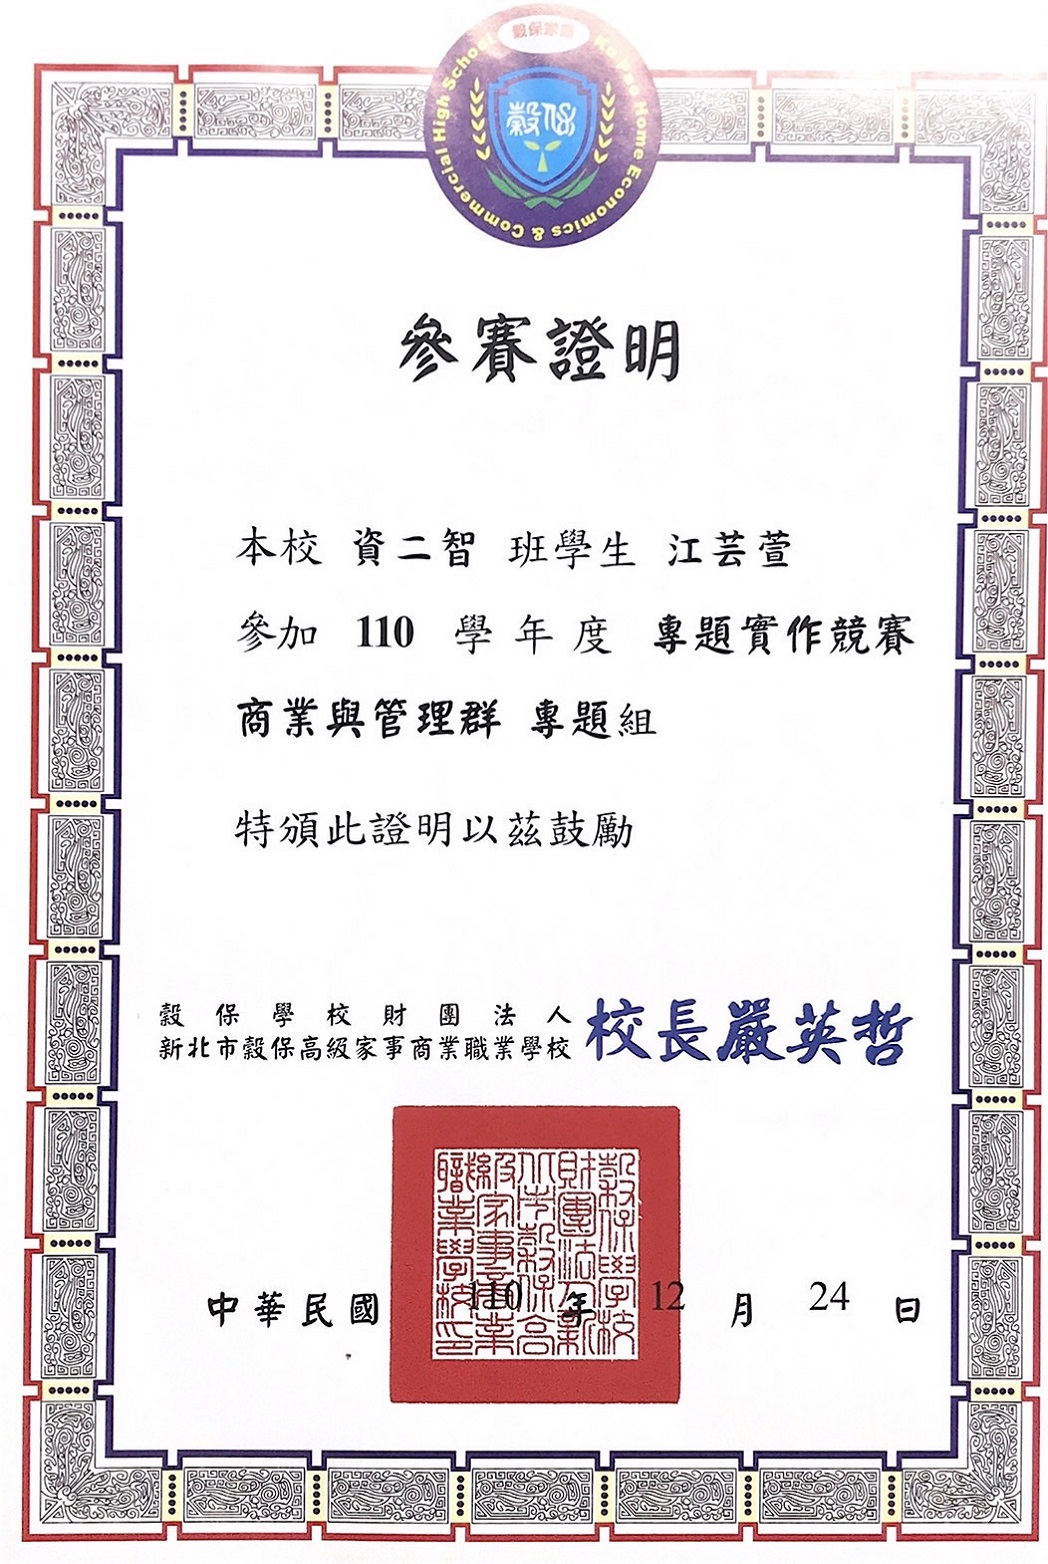 穀保家商
Ku Pao Home Economics & Commercial High School
穀保
參賽證明
本校 資二智 班學生 江芸萱
參加 110 學年度 專題實作競賽
商業與管理群 專題組
特頒此證明以茲鼓勵
穀保學校財團法人
新北市穀保高級家事商業職業學校
校長嚴英哲
穀保學校
財團法人新
北市穀保高
級家事商業
職業學校印
中華民國 110 年 12 月 24 日